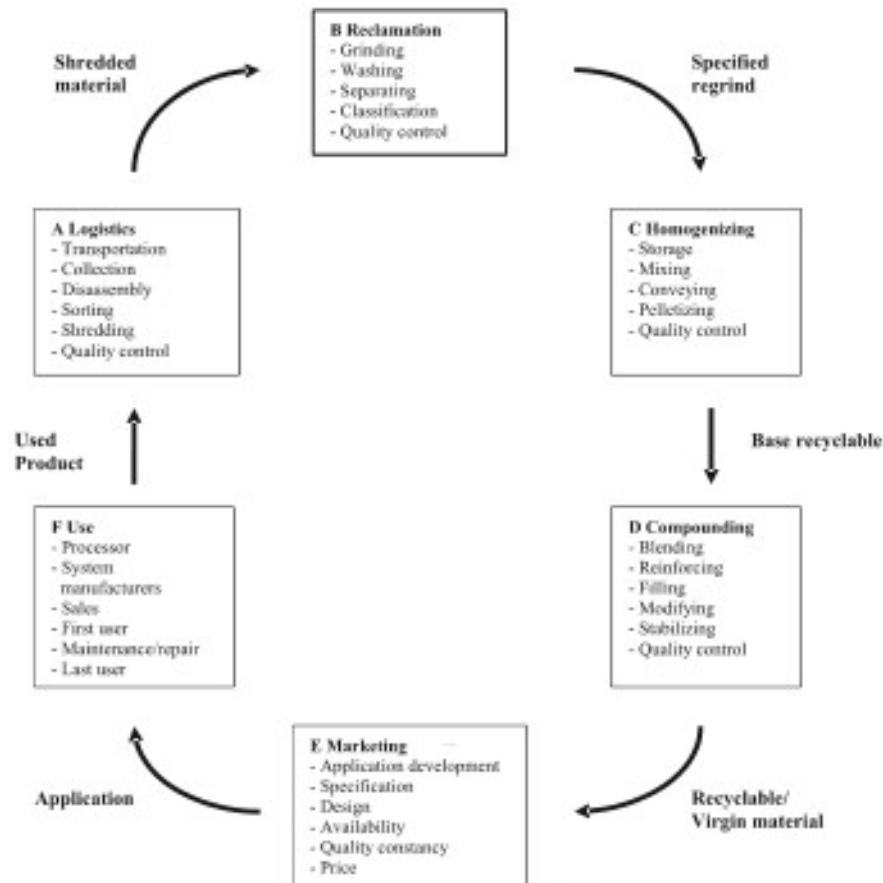 B Reclamation
- Grinding
- Washing
- Separating
- Classification
- Quality control
Shredded
material
Specified
regrind
A Logistics
- Transportation
- Collection
- Disassembly
- Sorting
- Shredding
- Quality control
C Homogenizing
- Storage
- Mixing
- Conveying
- Pelletizing
- Quality control
Used
Product
Base recyclable
F Use
- Processor
- System
manufacturers
- Sales
- First user
- Maintenance/repair
- Last user
D Compounding
- Blending
- Reinforcing
- Filling
- Modifying
- Stabilizing
- Quality control
E Marketing
- Application development
- Specification
- Design
- Availability
- Quality constancy
- Price
Application
Recyclable/
Virgin material